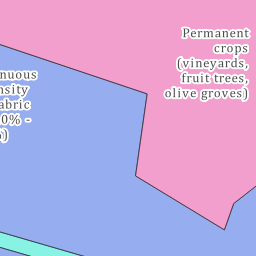 Permanent
crops
(vineyards,
fruit trees,
olive groves)
nuous
nsity
abric
0% -
)